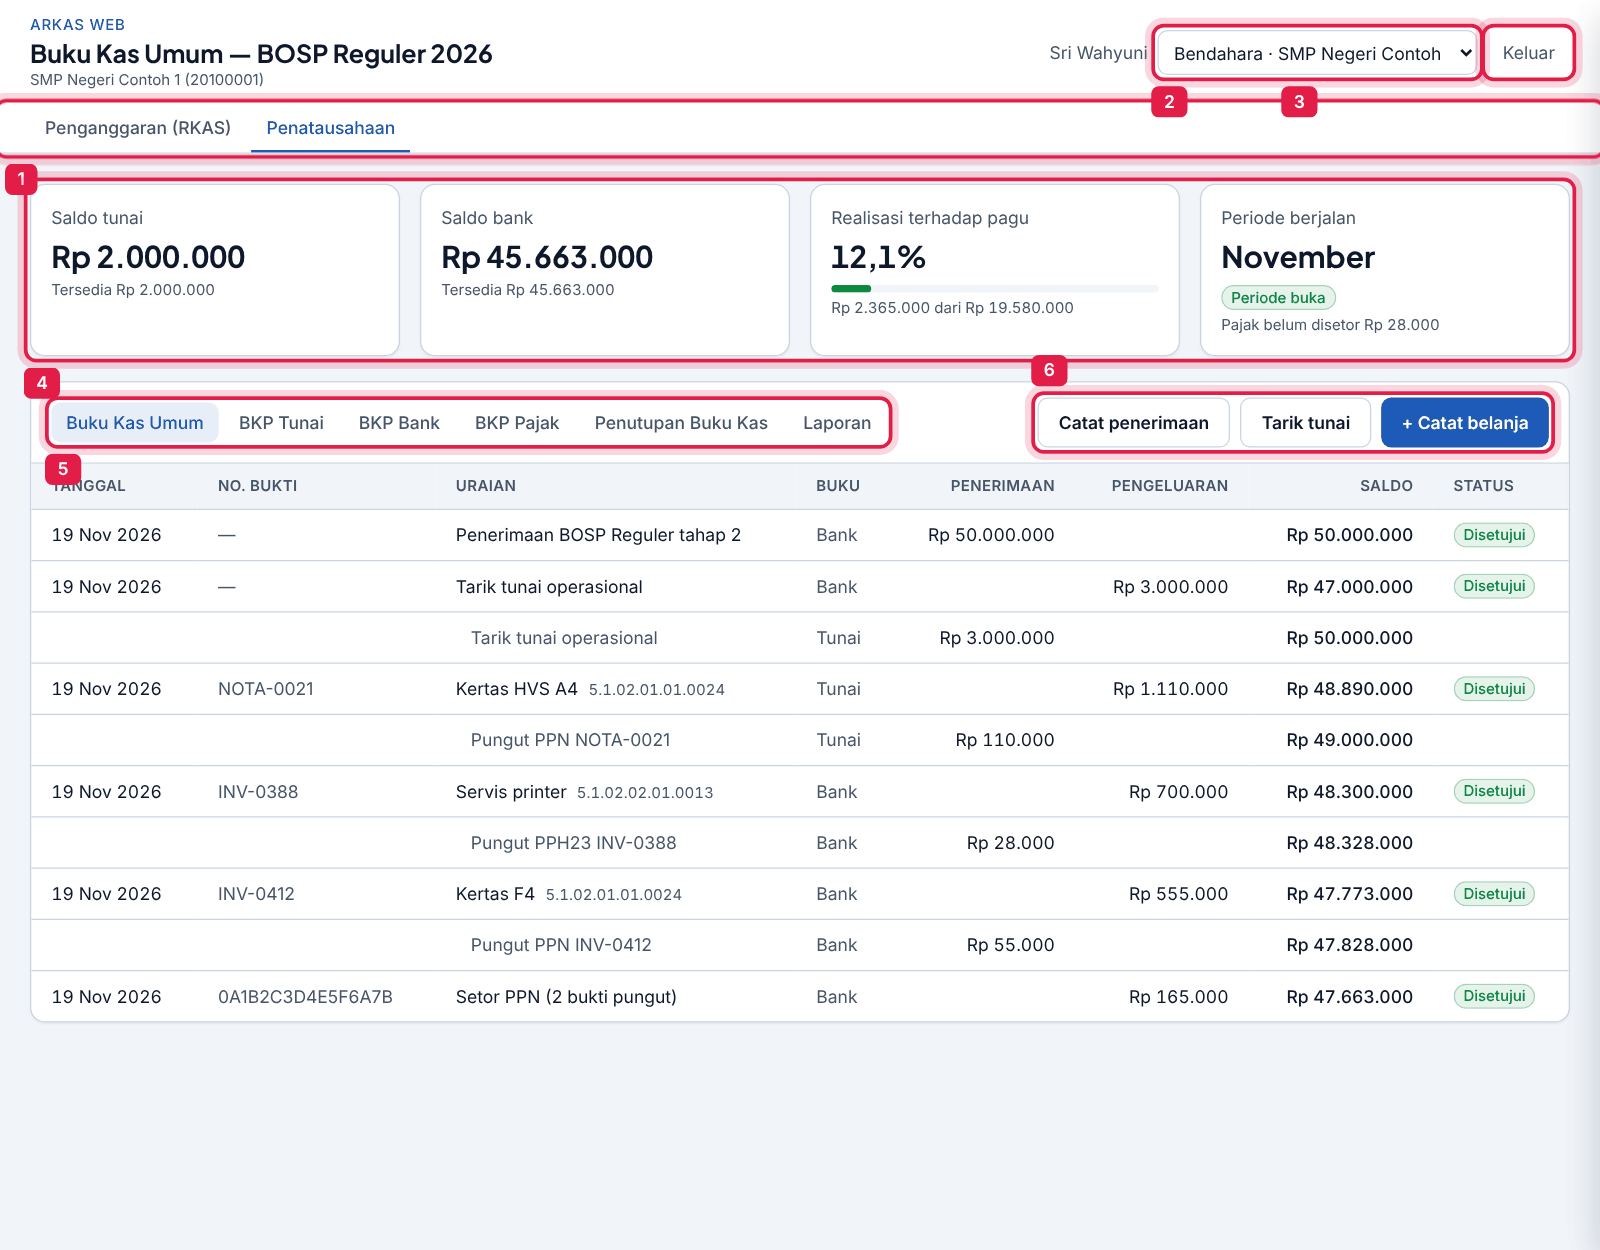 ARKAS WEB
Buku Kas Umum — BOSP Reguler 2026
SMP Negeri Contoh 1 (20100001)
Sri Wahyuni
Bendahara · SMP Negeri Contoh
Keluar
2
3
Penganggaran (RKAS)
Penatausahaan
1
Saldo tunai
Rp 2.000.000
Tersedia Rp 2.000.000
Saldo bank
Rp 45.663.000
Tersedia Rp 45.663.000
Realisasi terhadap pagu
12,1%
Rp 2.365.000 dari Rp 19.580.000
Periode berjalan
November
Periode buka
Pajak belum disetor Rp 28.000
4
6
Buku Kas Umum
BKP Tunai
BKP Bank
BKP Pajak
Penutupan Buku Kas
Laporan
Catat penerimaan
Tarik tunai
+ Catat belanja
5
TANGGAL NO. BUKTI URAIAN BUKU PENERIMAAN PENGELUARAN SALDO STATUS
19 Nov 2026 — Penerimaan BOSP Reguler tahap 2 Bank Rp 50.000.000 Rp 50.000.000 Disetujui
19 Nov 2026 — Tarik tunai operasional Bank Rp 3.000.000 Rp 47.000.000 Disetujui
Tarik tunai operasional Tunai Rp 3.000.000 Rp 50.000.000
19 Nov 2026 NOTA-0021 Kertas HVS A4 5.1.02.01.01.0024 Tunai Rp 1.110.000 Rp 48.890.000 Disetujui
Pungut PPN NOTA-0021 Tunai Rp 110.000 Rp 49.000.000
19 Nov 2026 INV-0388 Servis printer 5.1.02.02.01.0013 Bank Rp 700.000 Rp 48.300.000 Disetujui
Pungut PPH23 INV-0388 Bank Rp 28.000 Rp 48.328.000
19 Nov 2026 INV-0412 Kertas F4 5.1.02.01.01.0024 Bank Rp 555.000 Rp 47.773.000 Disetujui
Pungut PPN INV-0412 Bank Rp 55.000 Rp 47.828.000
19 Nov 2026 0A1B2C3D4E5F6A7B Setor PPN (2 bukti pungut) Bank Rp 165.000 Rp 47.663.000 Disetujui